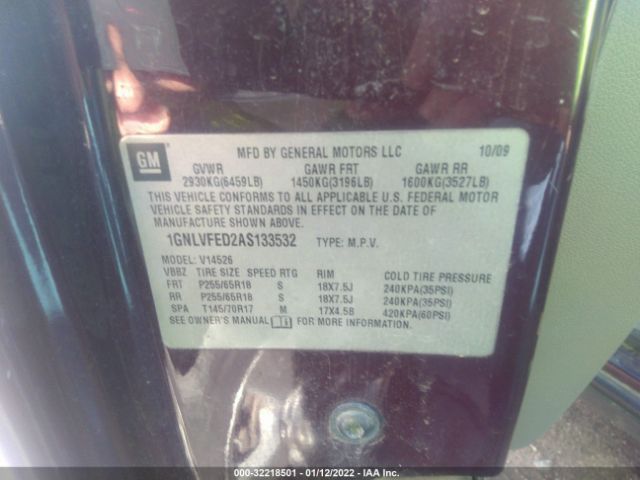 GM
MFD BY GENERAL MOTORS LLC 10/09
GVWR GAWR FRT GAWR RR
2930KG(6459LB) 1450KG(3196LB) 1600KG(3527LB)
THIS VEHICLE CONFORMS TO ALL APPLICABLE U.S. FEDERAL MOTOR
VEHICLE SAFETY STANDARDS IN EFFECT ON THE DATE OF
MANUFACTURE SHOWN ABOVE.
1GNLVFED2AS133532 TYPE: M.P.V.
MODEL: V14526
VBBZ TIRE SIZE SPEED RTG RIM COLD TIRE PRESSURE
FRT P255/65R18 S 18X7.5J 240KPA(35PSI)
RR P255/65R18 S 18X7.5J 240KPA(35PSI)
SPA T145/70R17 M 17X4.5B 420KPA(60PSI)
SEE OWNER'S MANUAL FOR MORE INFORMATION.
000-32218501 - 01/12/2022 - IAA Inc.